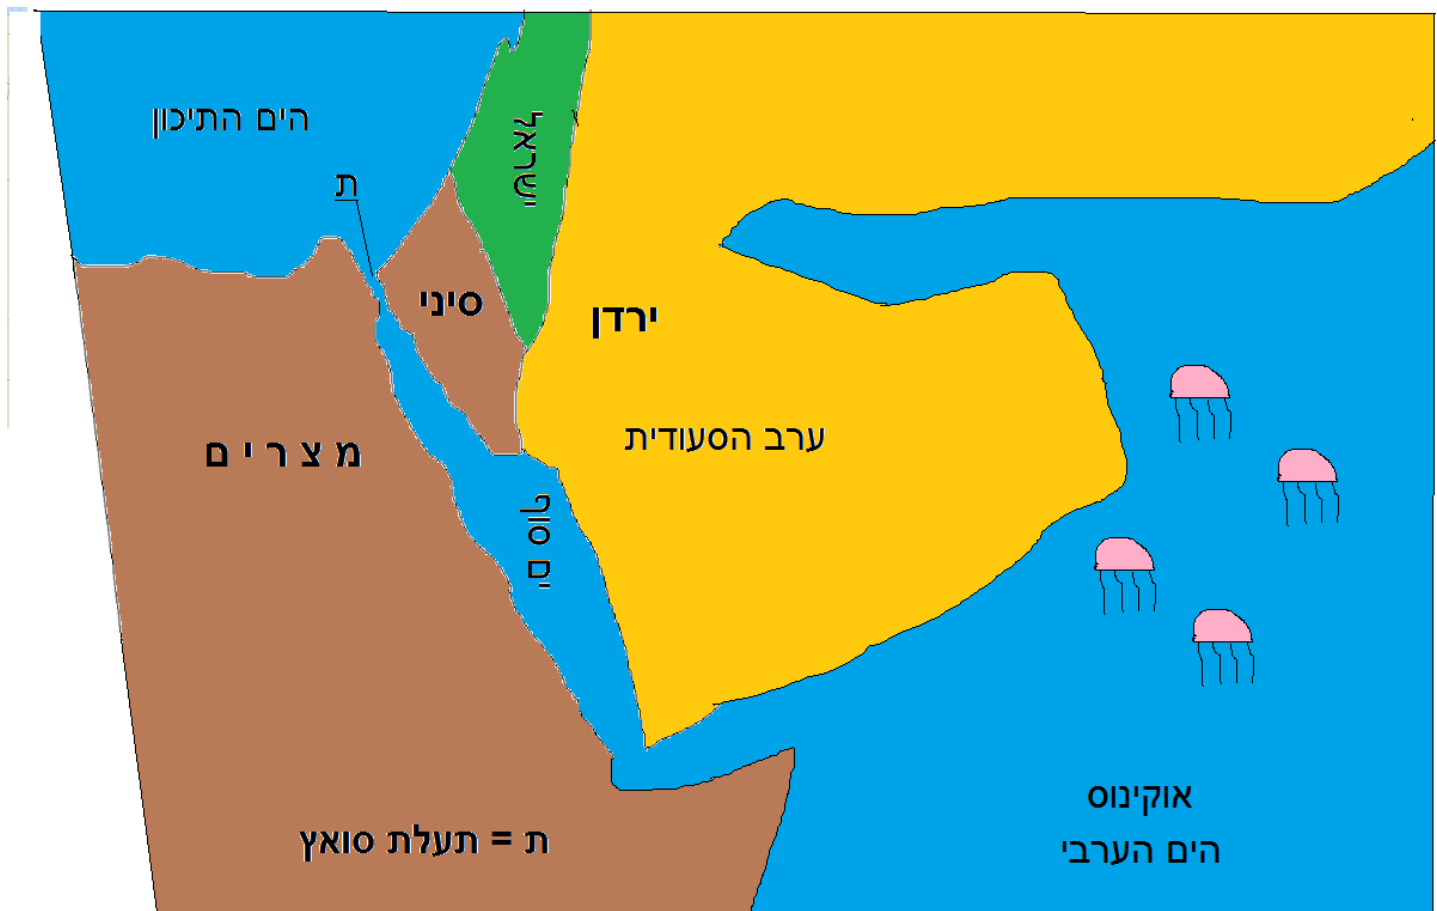 הים התיכון
ישראל
ת
סיני
ירדן
ערב הסעודית
מ צ ר י ם
ים סוף
אוקינוס
הים הערבי
ת = תעלת סואץ